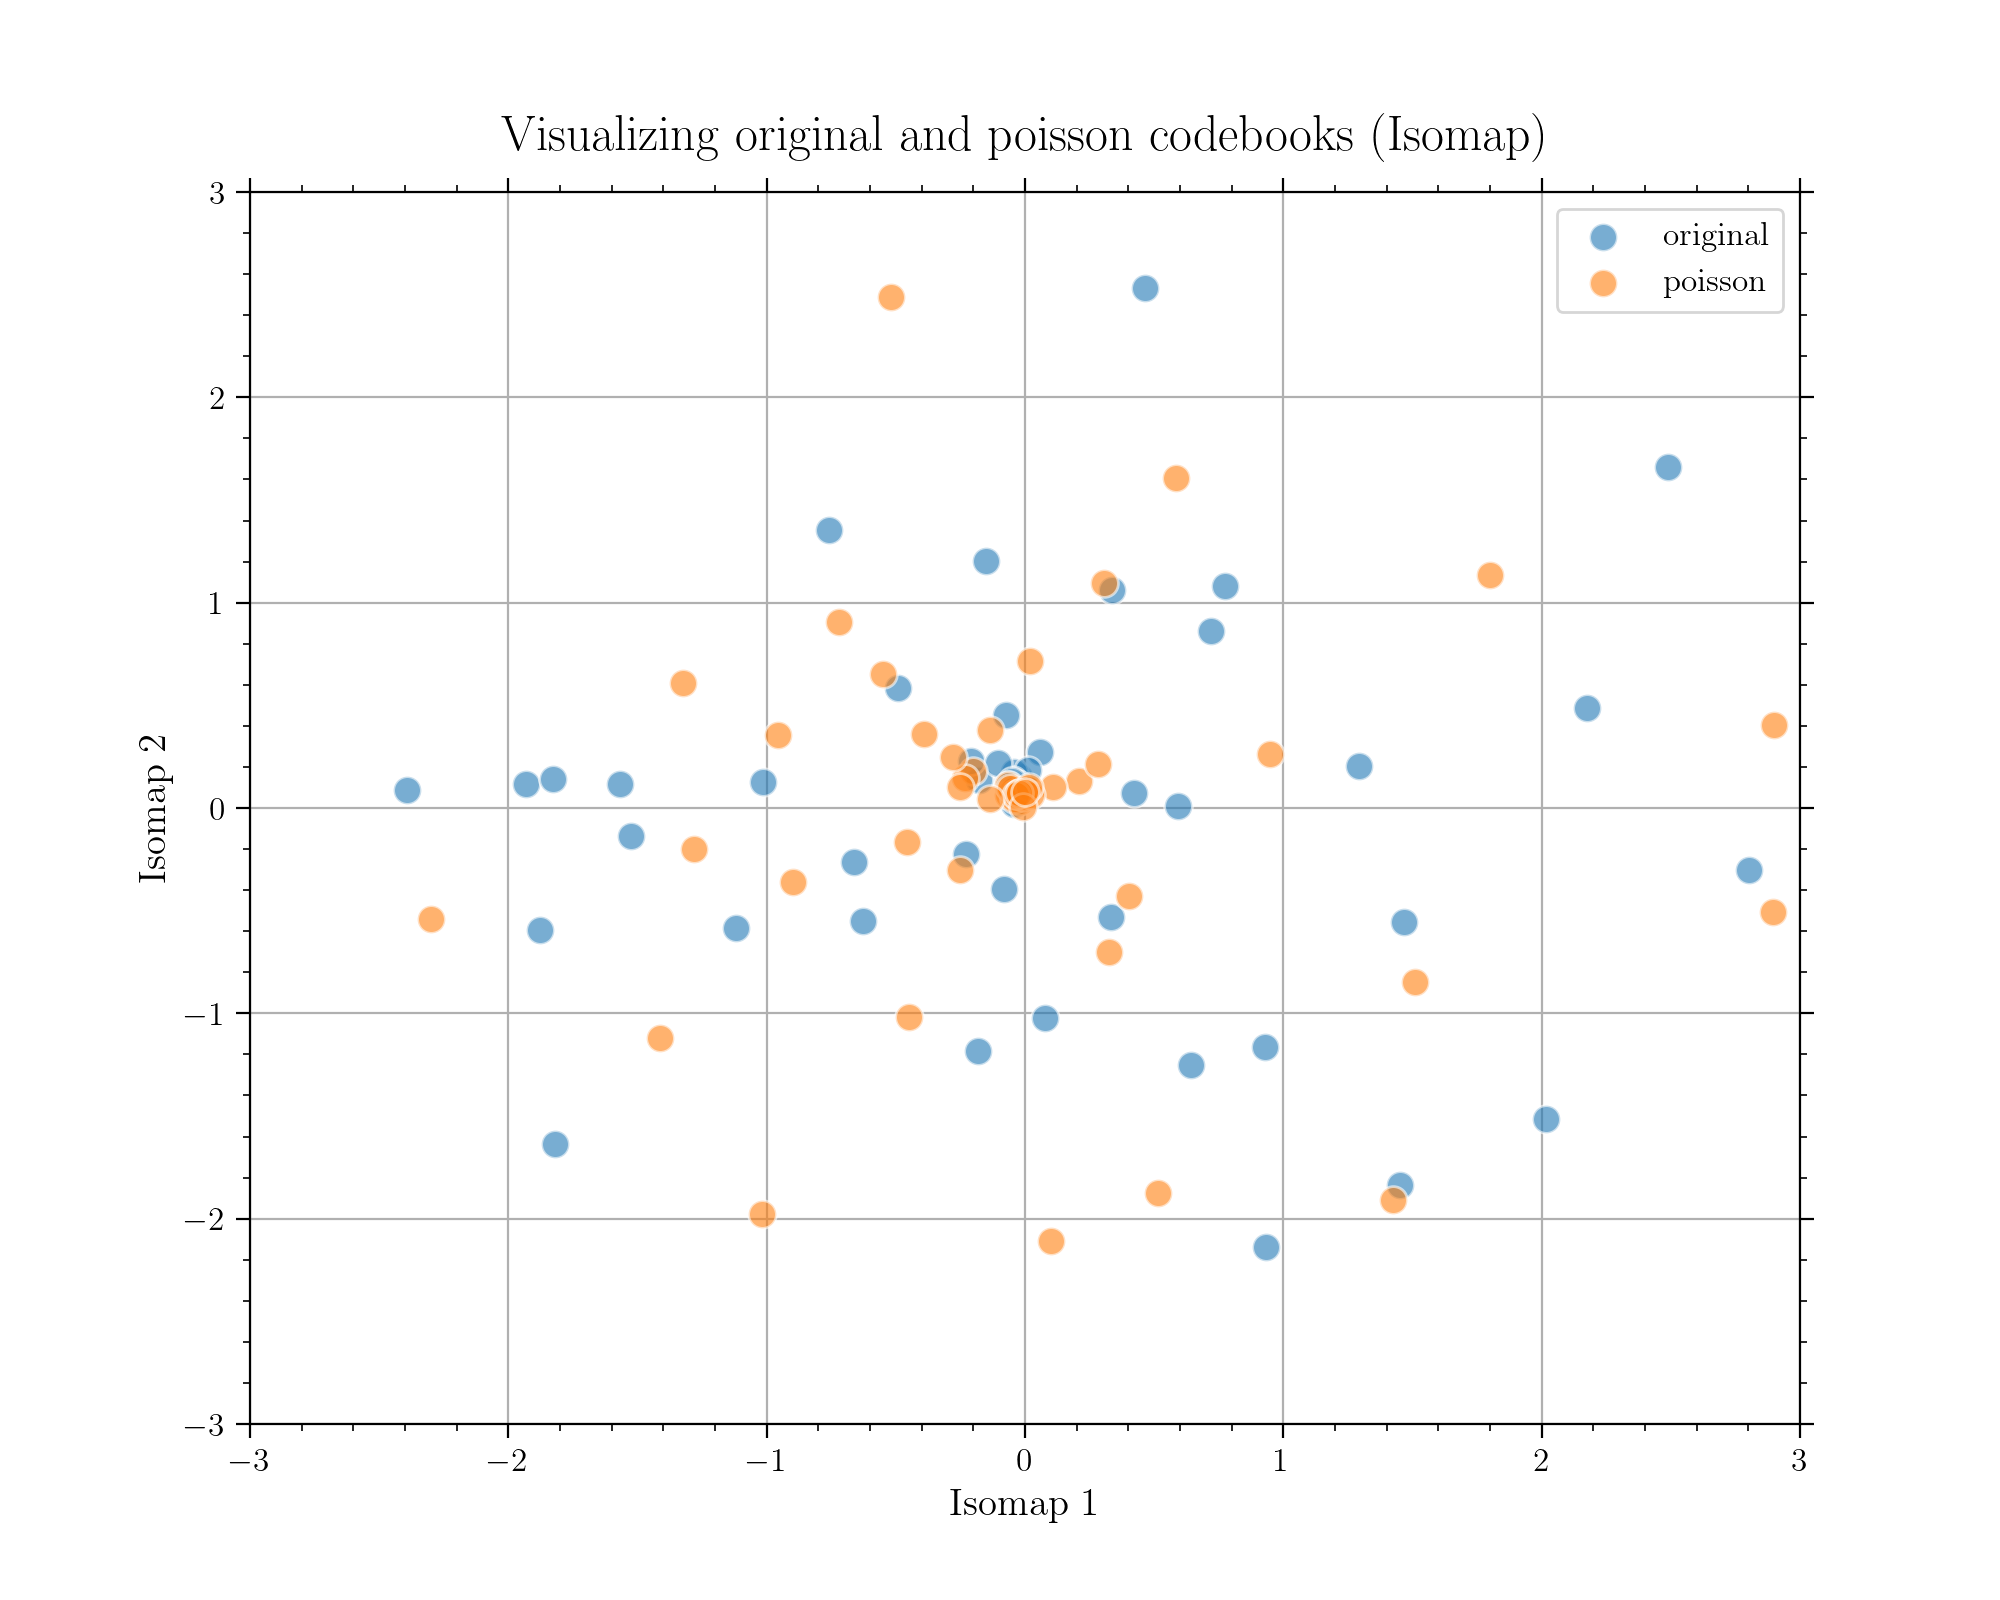 Visualizing original and poisson codebooks (Isomap)
original
poisson
3
2
1
0
−1
−2
−3
Isomap 2
−3
−2
−1
0
1
2
3
Isomap 1